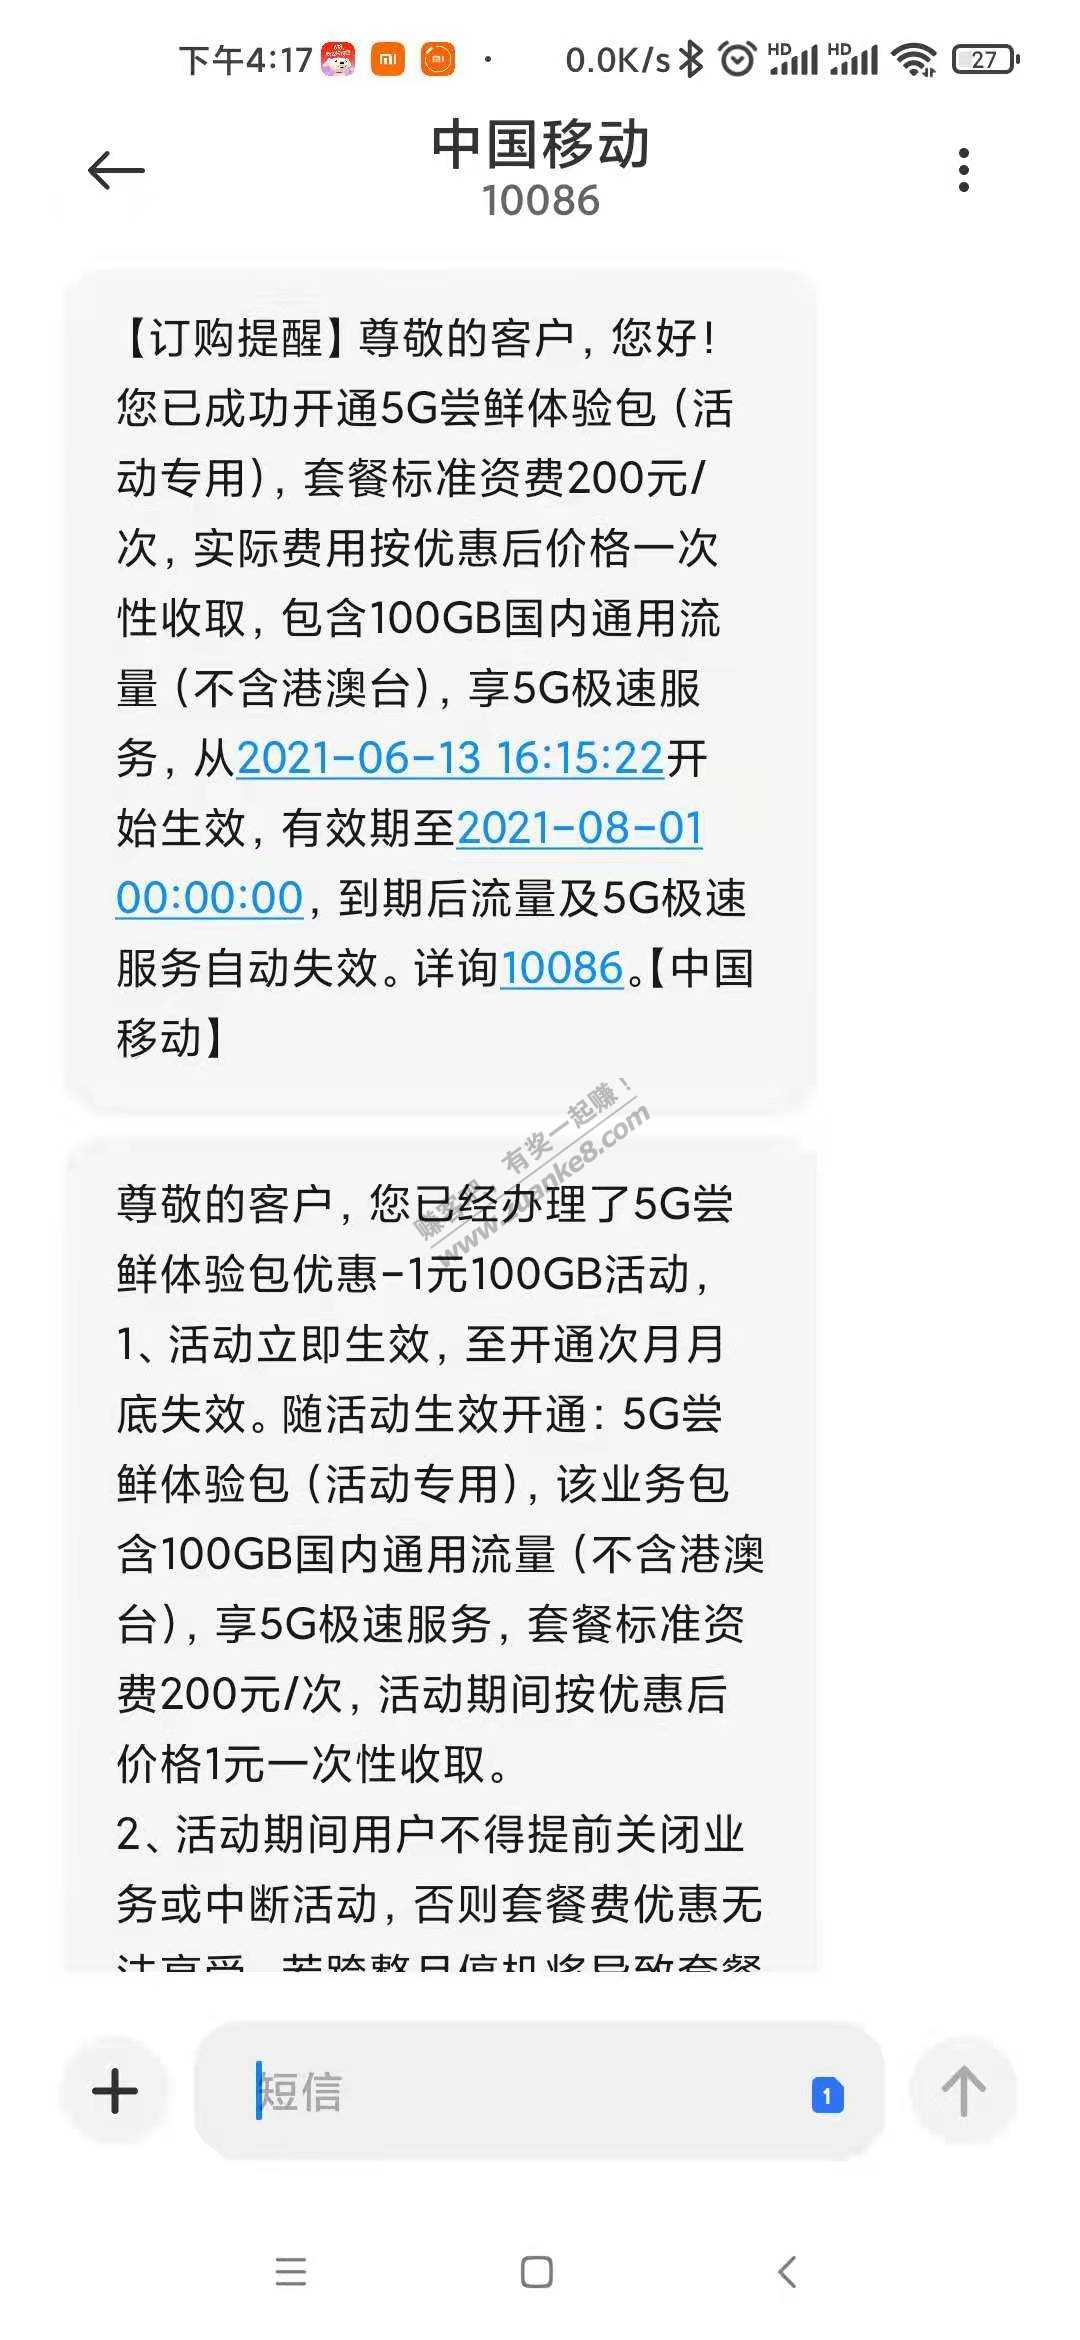 下午4:17
0.0K/s
HD
HD
27
中国移动
10086
【订购提醒】尊敬的客户，您好！
您已成功开通5G尝鲜体验包（活
动专用），套餐标准资费200元/
次，实际费用按优惠后价格一次
性收取，包含100GB国内通用流
量（不含港澳台），享5G极速服
务，从2021-06-13 16:15:22开
始生效，有效期至2021-08-01
00:00:00，到期后流量及5G极速
服务自动失效。详询10086。【中国
移动】
赚客吧，有奖一起赚！
www.zuanke8.com
尊敬的客户，您已经办理了5G尝
鲜体验包优惠-1元100GB活动，
1、活动立即生效，至开通次月月
底失效。随活动生效开通：5G尝
鲜体验包（活动专用），该业务包
含100GB国内通用流量（不含港澳
台），享5G极速服务，套餐标准资
费200元/次，活动期间按优惠后
价格1元一次性收取。
2、活动期间用户不得提前关闭业
务或中断活动，否则套餐费优惠无
法享受，若跨整月停机将导致套餐
短信
1